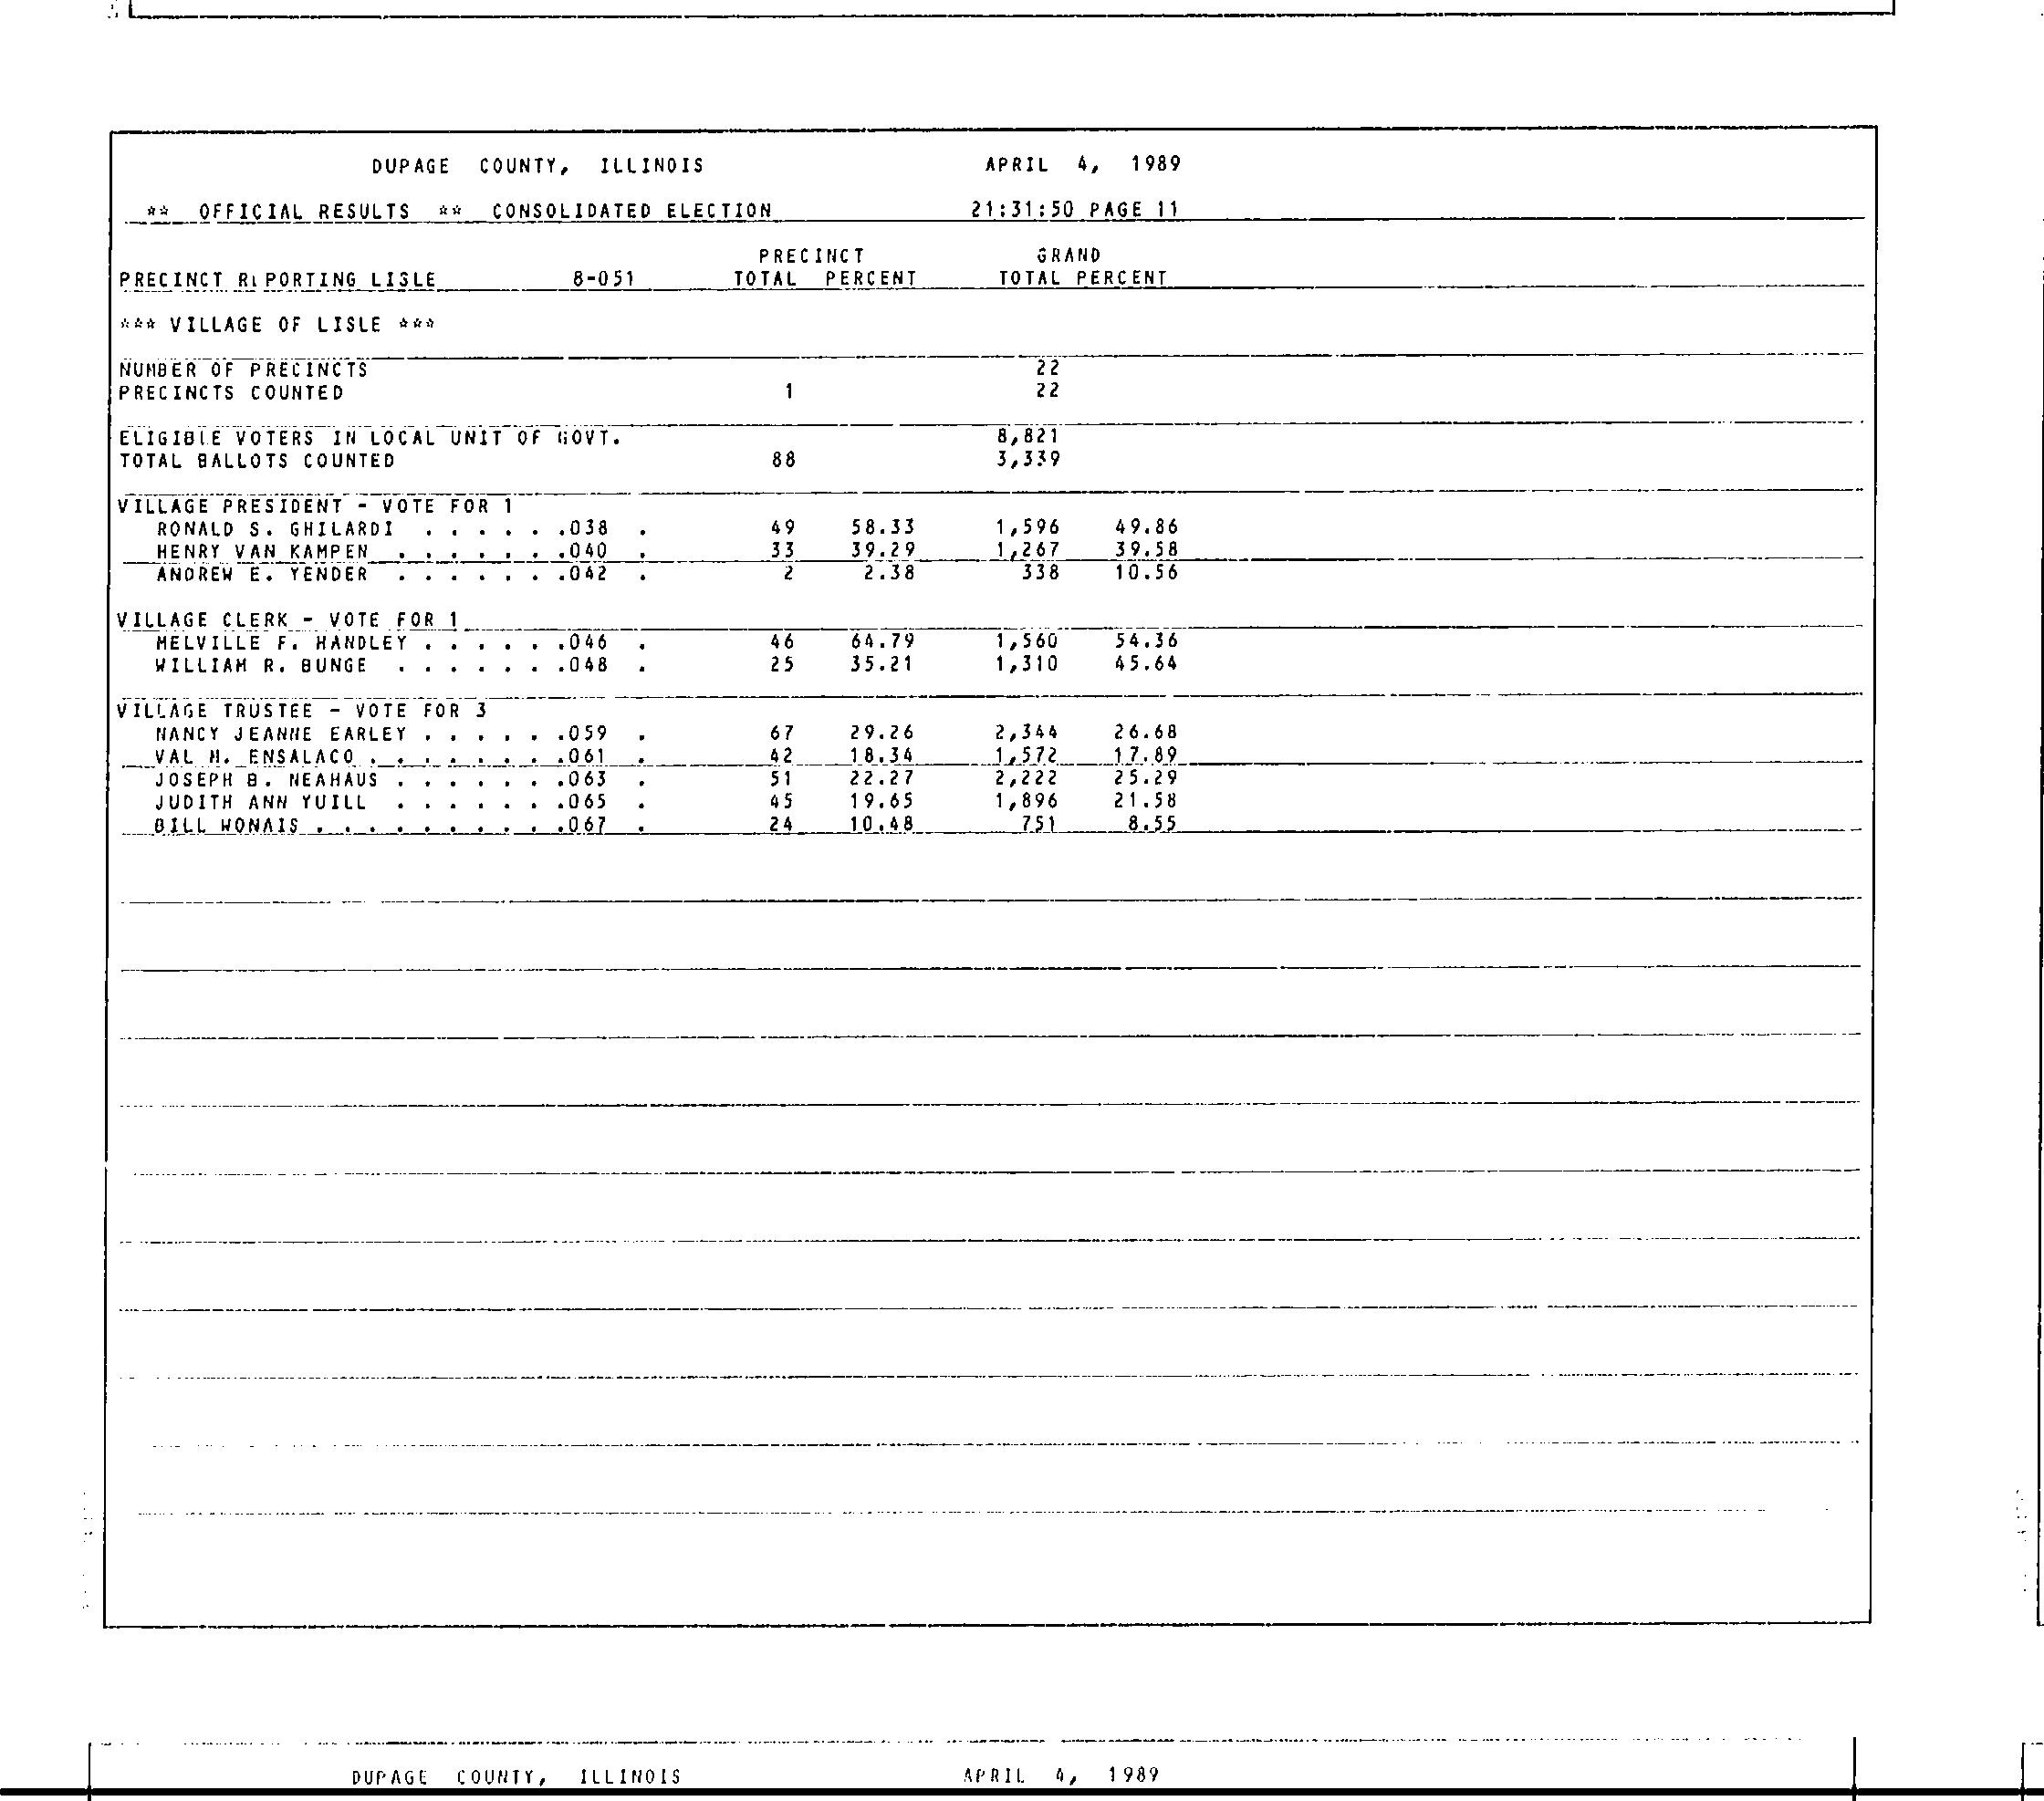 DUPAGE COUNTY, ILLINOIS APRIL 4, 1989
** OFFICIAL RESULTS ** CONSOLIDATED ELECTION 21:31:50 PAGE 11
PRECINCT GRAND
PRECINCT REPORTING LISLE 8-051 TOTAL PERCENT TOTAL PERCENT
*** VILLAGE OF LISLE ***
NUMBER OF PRECINCTS 22
PRECINCTS COUNTED 1 22
ELIGIBLE VOTERS IN LOCAL UNIT OF GOVT. 8,821
TOTAL BALLOTS COUNTED 88 3,339
VILLAGE PRESIDENT - VOTE FOR 1
RONALD S. GHILARDI . . . . . .038 . 49 58.33 1,596 49.86
HENRY VAN KAMPEN . . . . . . .040 . 33 39.29 1,267 39.58
ANDREW E. YENDER . . . . . . .042 . 2 2.38 338 10.56
VILLAGE CLERK - VOTE FOR 1
MELVILLE F. HANDLEY . . . . . .046 . 46 64.79 1,560 54.36
WILLIAM R. BUNGE . . . . . . .048 . 25 35.21 1,310 45.64
VILLAGE TRUSTEE - VOTE FOR 3
NANCY JEANNE EARLEY . . . . . .059 . 67 29.26 2,344 26.68
VAL M. ENSALACO . . . . . . . .061 . 42 18.34 1,572 17.89
JOSEPH B. NEAHAUS . . . . . . .063 . 51 22.27 2,222 25.29
JUDITH ANN YUILL . . . . . . .065 . 45 19.65 1,896 21.58
BILL WONAIS . . . . . . . . . .067 . 24 10.48 751 8.55
DUPAGE COUNTY, ILLINOIS APRIL 4, 1989